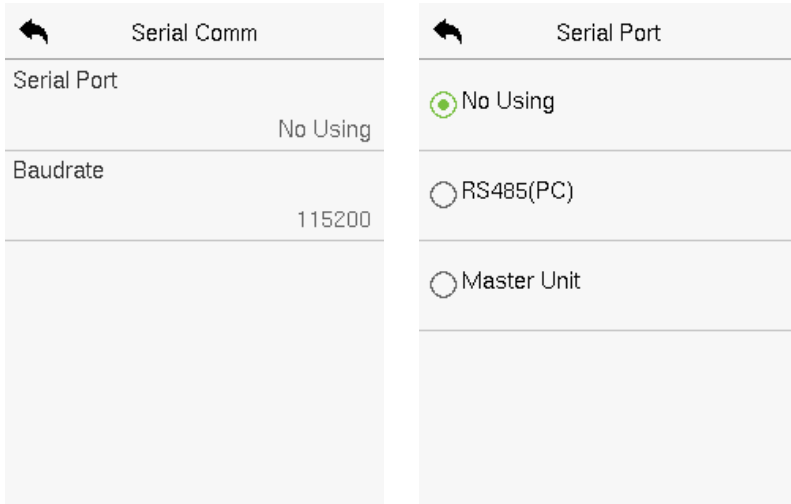 Serial Comm
Serial Port
No Using
Baudrate
115200
Serial Port
No Using
RS485(PC)
Master Unit